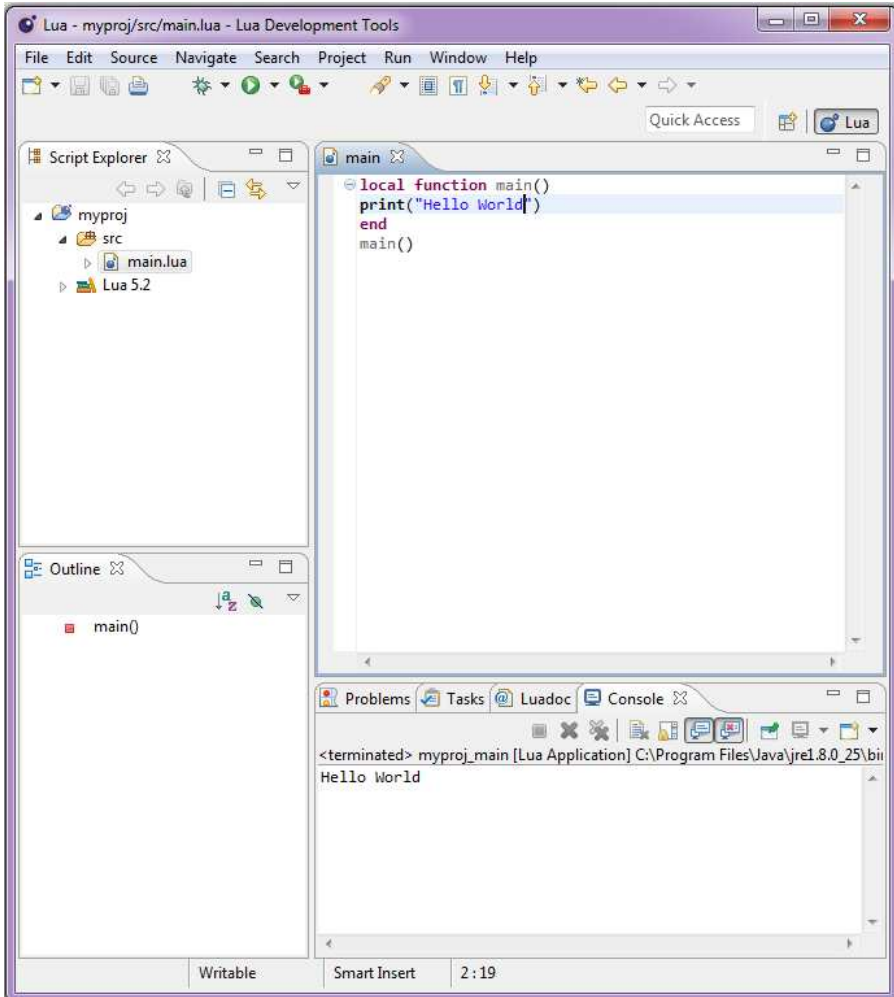 Lua - myproj/src/main.lua - Lua Development Tools
File Edit Source Navigate Search Project Run Window Help
Quick Access
Lua
Script Explorer
myproj
src
main.lua
Lua 5.2
main
local function main()
print("Hello World")
end
main()
Outline
main()
Problems Tasks @ Luadoc Console
<terminated> myproj_main [Lua Application] C:\Program Files\Java\jre1.8.0_25\bi
Hello World
Writable Smart Insert 2:19